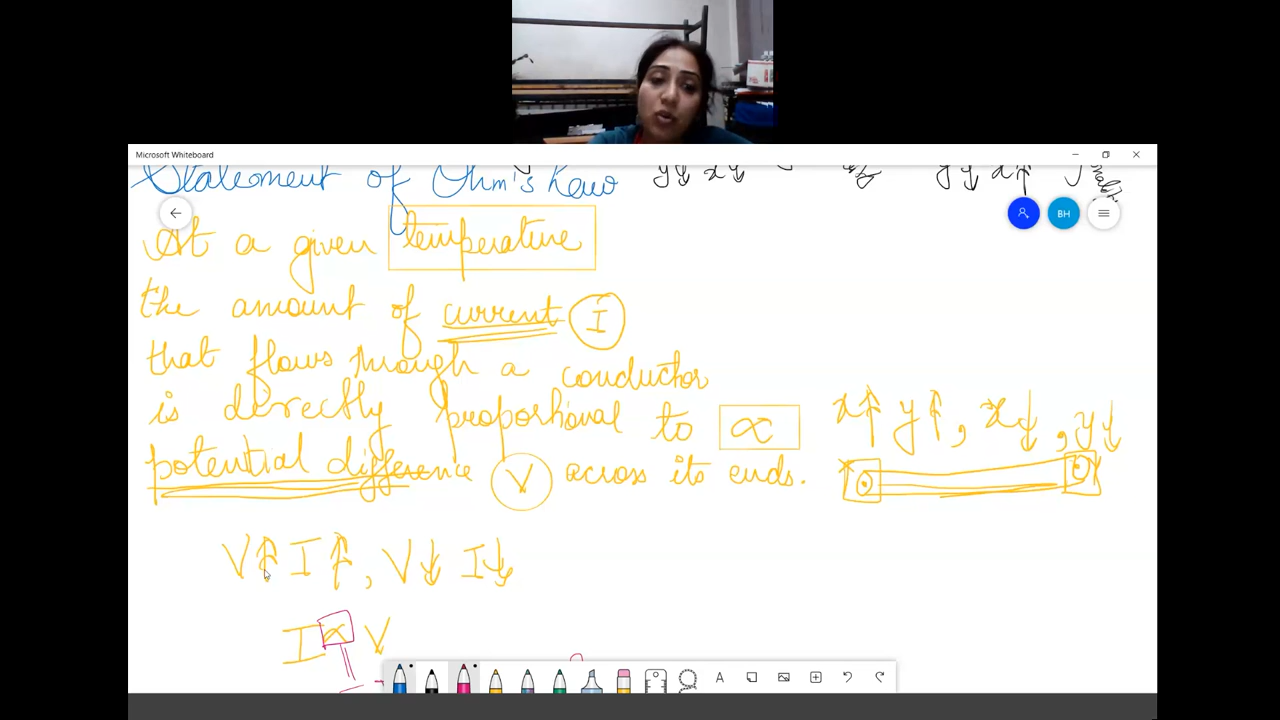 Microsoft Whiteboard
Statement of Ohm's Law
y↓ x↓ y↓ x↑
At a given temperature
BH
the amount of current I
that flows through a conductor
is directly proportional to ∝
x↑ y↑, x↓, y↓
potential difference V across its ends.
V↑ I↑, V↓ I↓
I ∝ V
A